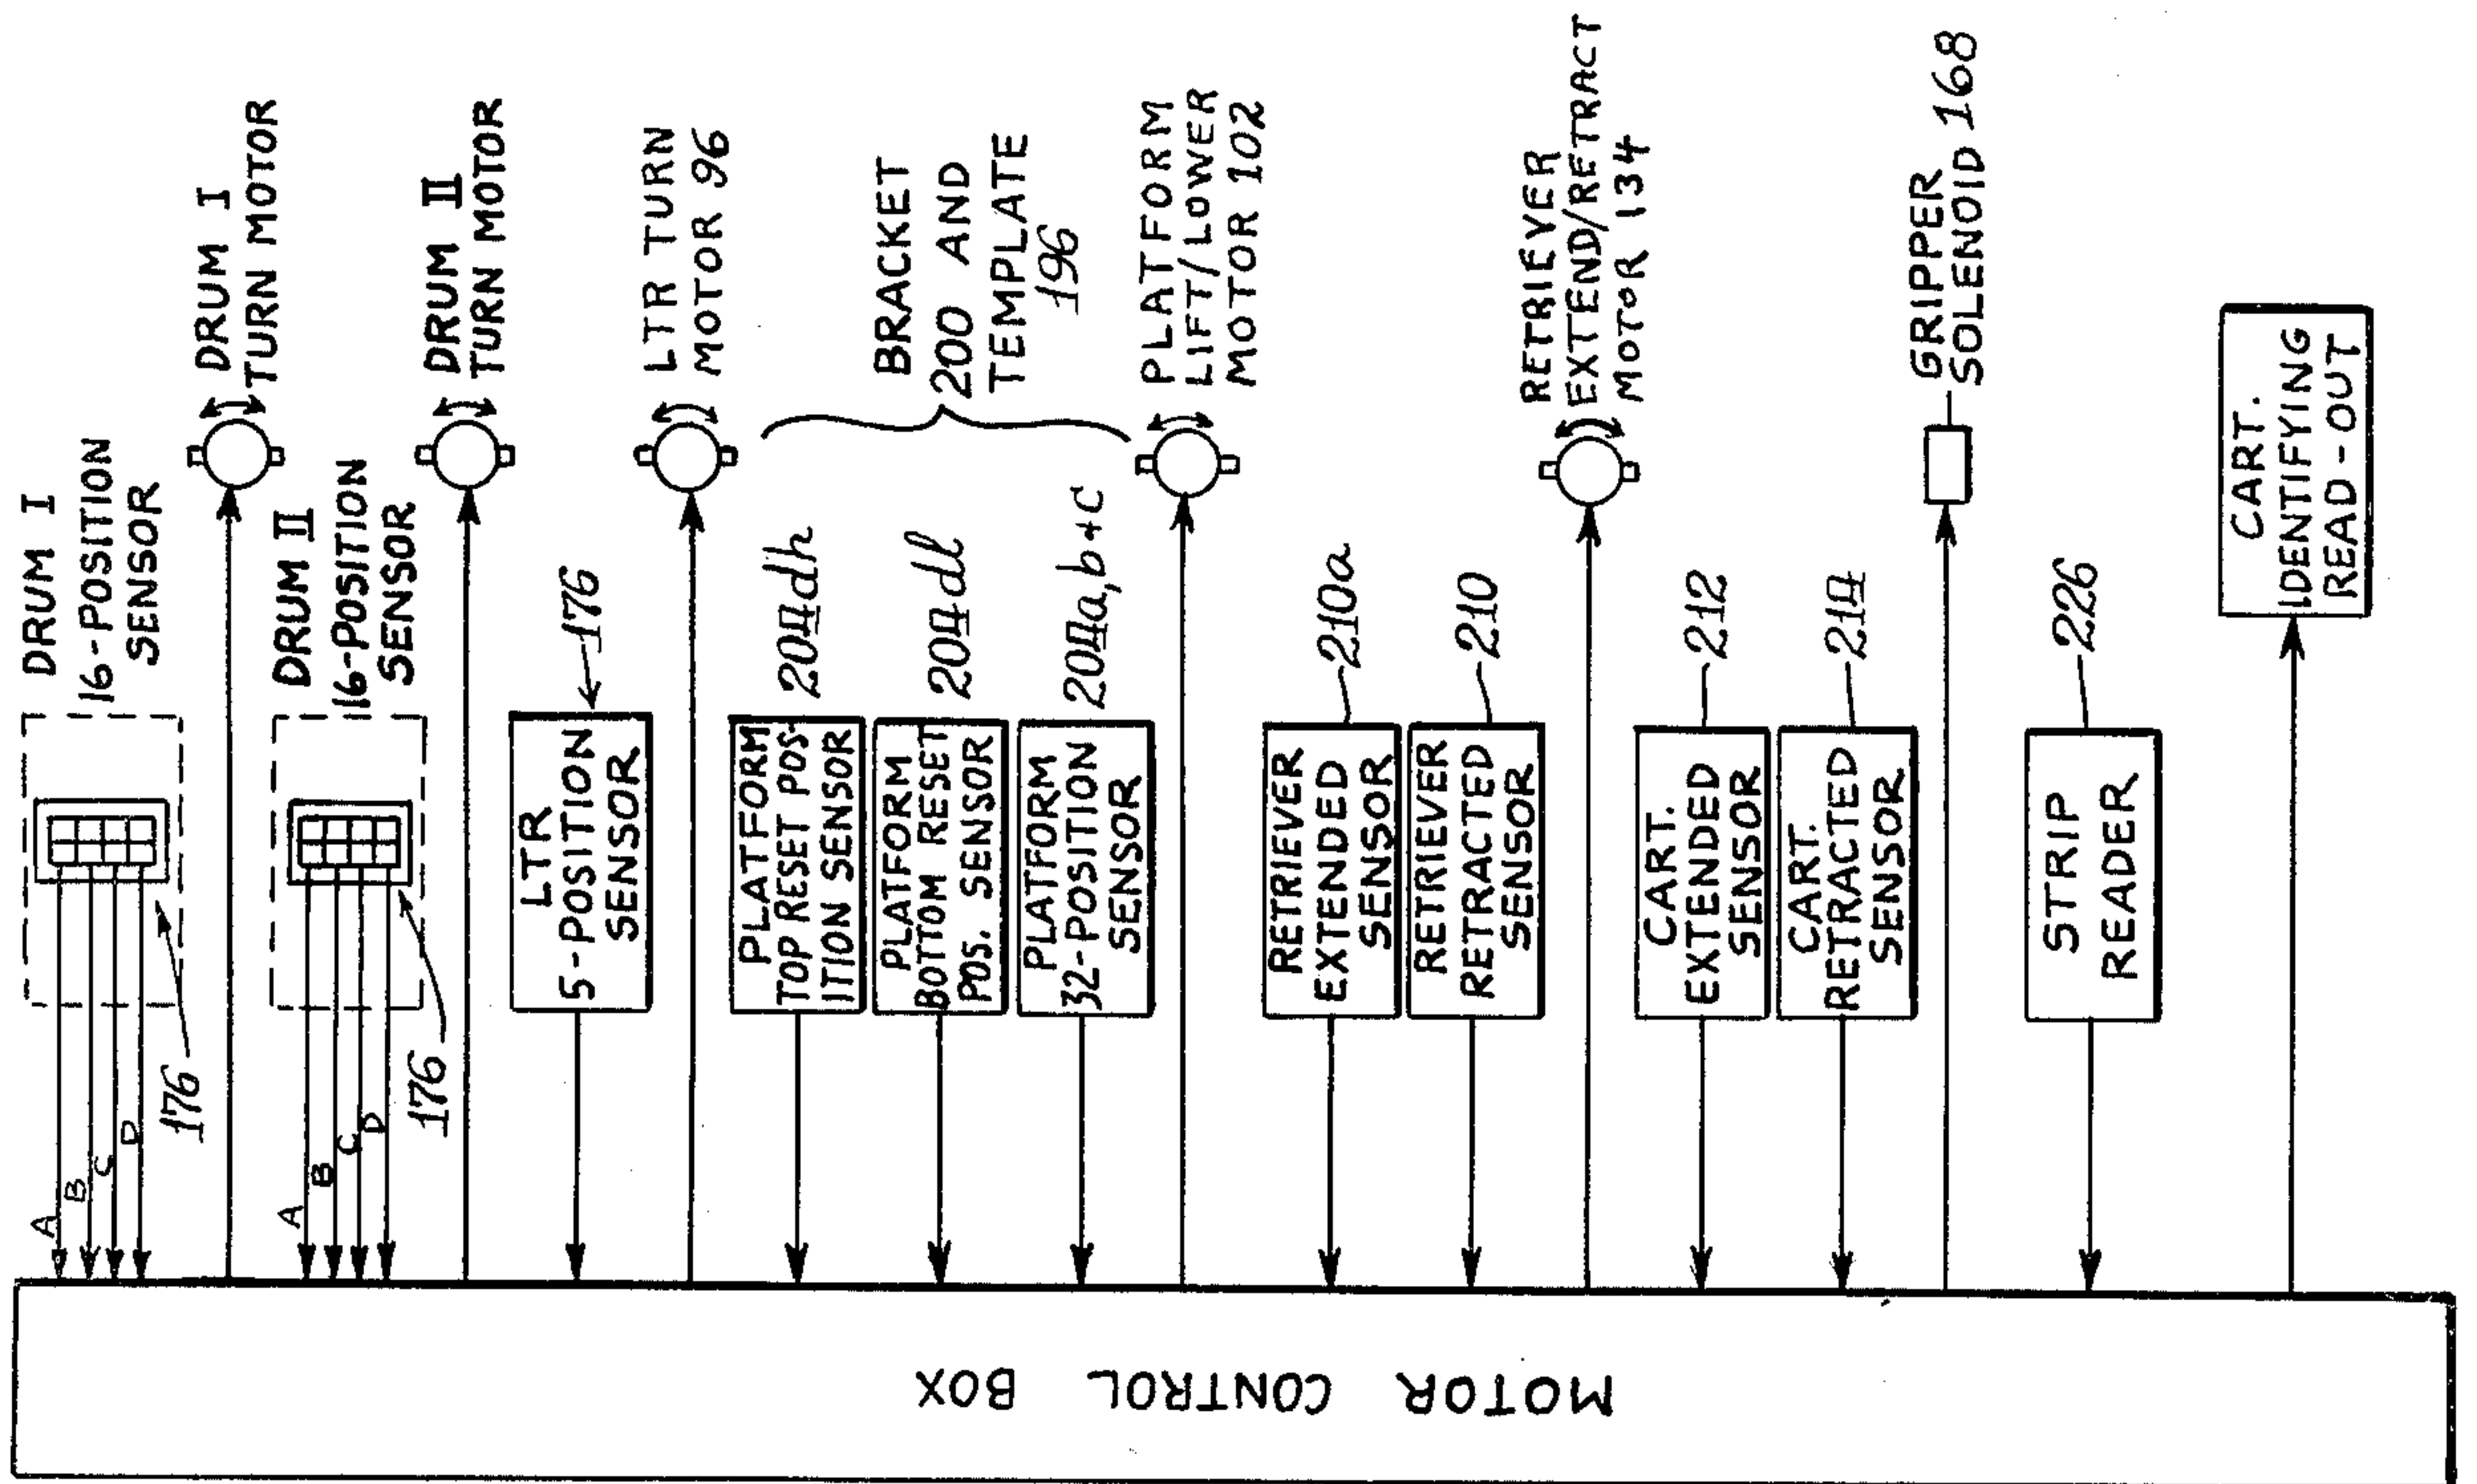 DRUM I
16-POSITION
SENSOR
A
B
C
D
176
DRUM I
TURN MOTOR
DRUM II
16-POSITION
SENSOR
A
B
C
D
176
DRUM II
TURN MOTOR
LTR
5-POSITION
SENSOR
176
LTR TURN
MOTOR 96
PLATFORM
TOP RESET POS-
ITION SENSOR
204dh
PLATFORM
BOTTOM RESET
POS. SENSOR
204dl
PLATFORM
32-POSITION
SENSOR
204a,b+c
BRACKET
200 AND
TEMPLATE
196
PLATFORM
LIFT/LOWER
MOTOR 102
RETRIEVER
EXTENDED
SENSOR
210a
RETRIEVER
RETRACTED
SENSOR
210
RETRIEVER
EXTEND/RETRACT
MOTOR 134
CART.
EXTENDED
SENSOR
212
CART.
RETRACTED
SENSOR
214
GRIPPER
SOLENOID 168
STRIP
READER
226
CART.
IDENTIFYING
READ-OUT
MOTOR CONTROL BOX